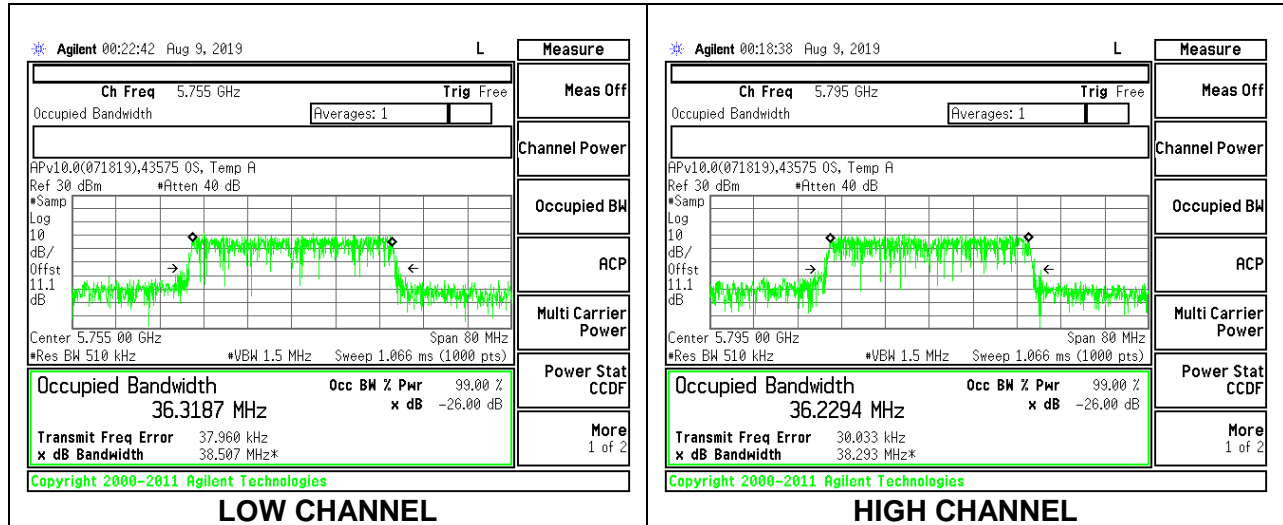 Agilent 00:22:42 Aug 9, 2019 L
Measure
Ch Freq 5.755 GHz Trig Free
Meas Off
Occupied Bandwidth Averages: 1
Channel Power
APv10.0(071819),43575 OS, Temp A
Ref 30 dBm #Atten 40 dB
#Samp
Log
10
dB/
Offst
11.1
dB
Occupied BW
ACP
Multi Carrier
Power
Center 5.755 00 GHz Span 80 MHz
#Res BW 510 kHz #VBW 1.5 MHz Sweep 1.066 ms (1000 pts)
Power Stat
CCDF
Occupied Bandwidth Occ BW % Pwr 99.00 %
36.3187 MHz x dB -26.00 dB
Transmit Freq Error 37.960 kHz
x dB Bandwidth 38.507 MHz*
More
1 of 2
Copyright 2000-2011 Agilent Technologies
LOW CHANNEL
Agilent 00:18:38 Aug 9, 2019 L
Measure
Ch Freq 5.795 GHz Trig Free
Meas Off
Occupied Bandwidth Averages: 1
Channel Power
APv10.0(071819),43575 OS, Temp A
Ref 30 dBm #Atten 40 dB
#Samp
Log
10
dB/
Offst
11.1
dB
Occupied BW
ACP
Multi Carrier
Power
Center 5.795 00 GHz Span 80 MHz
#Res BW 510 kHz #VBW 1.5 MHz Sweep 1.066 ms (1000 pts)
Power Stat
CCDF
Occupied Bandwidth Occ BW % Pwr 99.00 %
36.2294 MHz x dB -26.00 dB
Transmit Freq Error 30.033 kHz
x dB Bandwidth 38.293 MHz*
More
1 of 2
Copyright 2000-2011 Agilent Technologies
HIGH CHANNEL